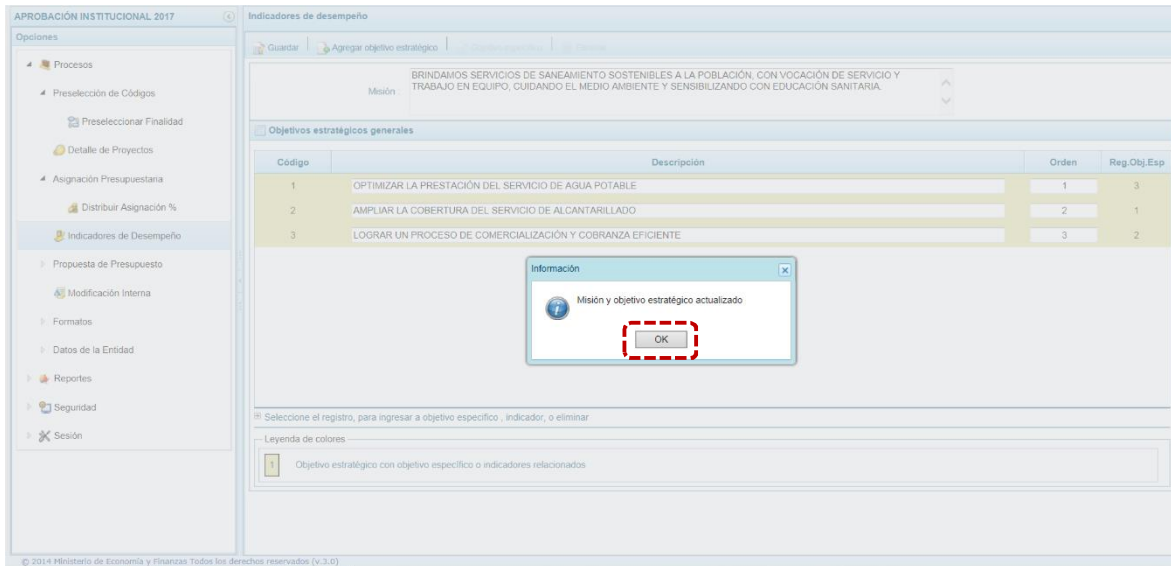 APROBACIÓN INSTITUCIONAL 2017
Opciones
Procesos
Preselección de Códigos
Preseleccionar Finalidad
Detalle de Proyectos
Asignación Presupuestaria
Distribuir Asignación %
Indicadores de Desempeño
Propuesta de Presupuesto
Modificación Interna
Formatos
Datos de la Entidad
Reportes
Seguridad
Sesión
Indicadores de desempeño
Guardar Agregar objetivo estratégico Objetivo específico Eliminar
Misión
BRINDAMOS SERVICIOS DE SANEAMIENTO SOSTENIBLES A LA POBLACIÓN, CON VOCACIÓN DE SERVICIO Y
TRABAJO EN EQUIPO, CUIDANDO EL MEDIO AMBIENTE Y SENSIBILIZANDO CON EDUCACIÓN SANITARIA.
Objetivos estratégicos generales
Código Descripción Orden Reg.Obj.Esp
1 OPTIMIZAR LA PRESTACIÓN DEL SERVICIO DE AGUA POTABLE 1 3
2 AMPLIAR LA COBERTURA DEL SERVICIO DE ALCANTARILLADO 2 1
3 LOGRAR UN PROCESO DE COMERCIALIZACIÓN Y COBRANZA EFICIENTE 3 2
Información
Misión y objetivo estratégico actualizado
OK
Seleccione el registro, para ingresar a objetivo especifico , indicador, o eliminar
Leyenda de colores
1 Objetivo estratégico con objetivo específico o indicadores relacionados
© 2014 Ministerio de Economía y Finanzas Todos los derechos reservados (v.3.0)